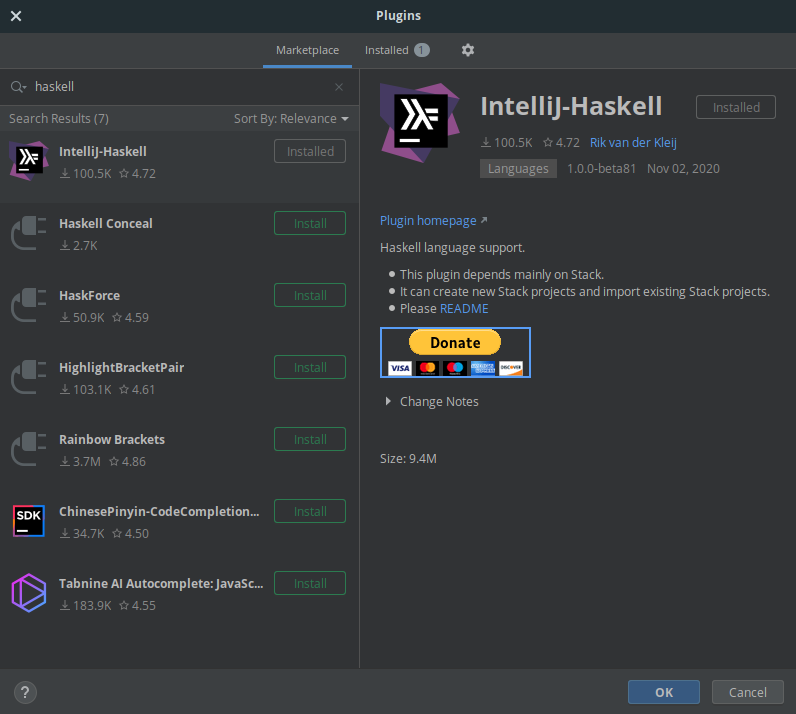 Plugins
Marketplace Installed 1
haskell
Search Results (7) Sort By: Relevance
IntelliJ-Haskell Installed
100.5K 4.72
Haskell Conceal Install
2.7K
HaskForce Install
50.9K 4.59
HighlightBracketPair Install
103.1K 4.61
Rainbow Brackets Install
3.7M 4.86
SDK
ChinesePinyin-CodeCompletion... Install
34.7K 4.50
Tabnine AI Autocomplete: JavaSc... Install
183.9K 4.55
IntelliJ-Haskell Installed
100.5K 4.72 Rik van der Kleij
Languages 1.0.0-beta81 Nov 02, 2020
Plugin homepage
Haskell language support.
• This plugin depends mainly on Stack.
• It can create new Stack projects and import existing Stack projects.
• Please README
Donate
VISA DISCOVER
Change Notes
Size: 9.4M
? OK Cancel